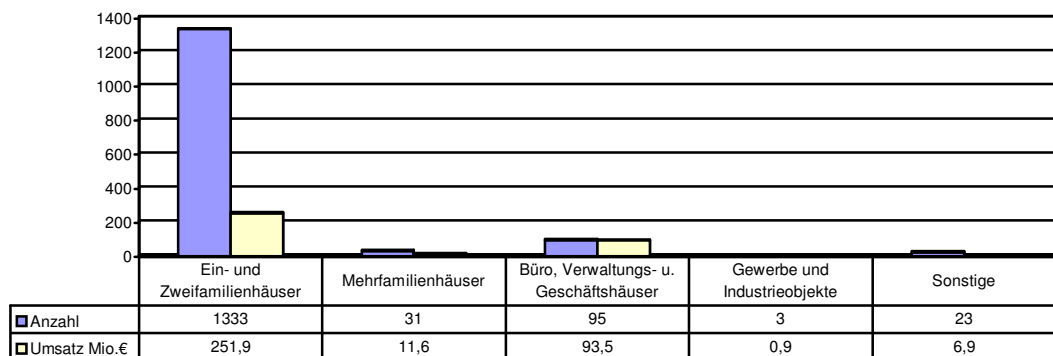 1400
1200
1000
800
600
400
200
0
Ein- und
Zweifamilienhäuser
Mehrfamilienhäuser
Büro, Verwaltungs- u.
Geschäftshäuser
Gewerbe und
Industrieobjekte
Sonstige
Anzahl 1333 31 95 3 23
Umsatz Mio.€ 251,9 11,6 93,5 0,9 6,9